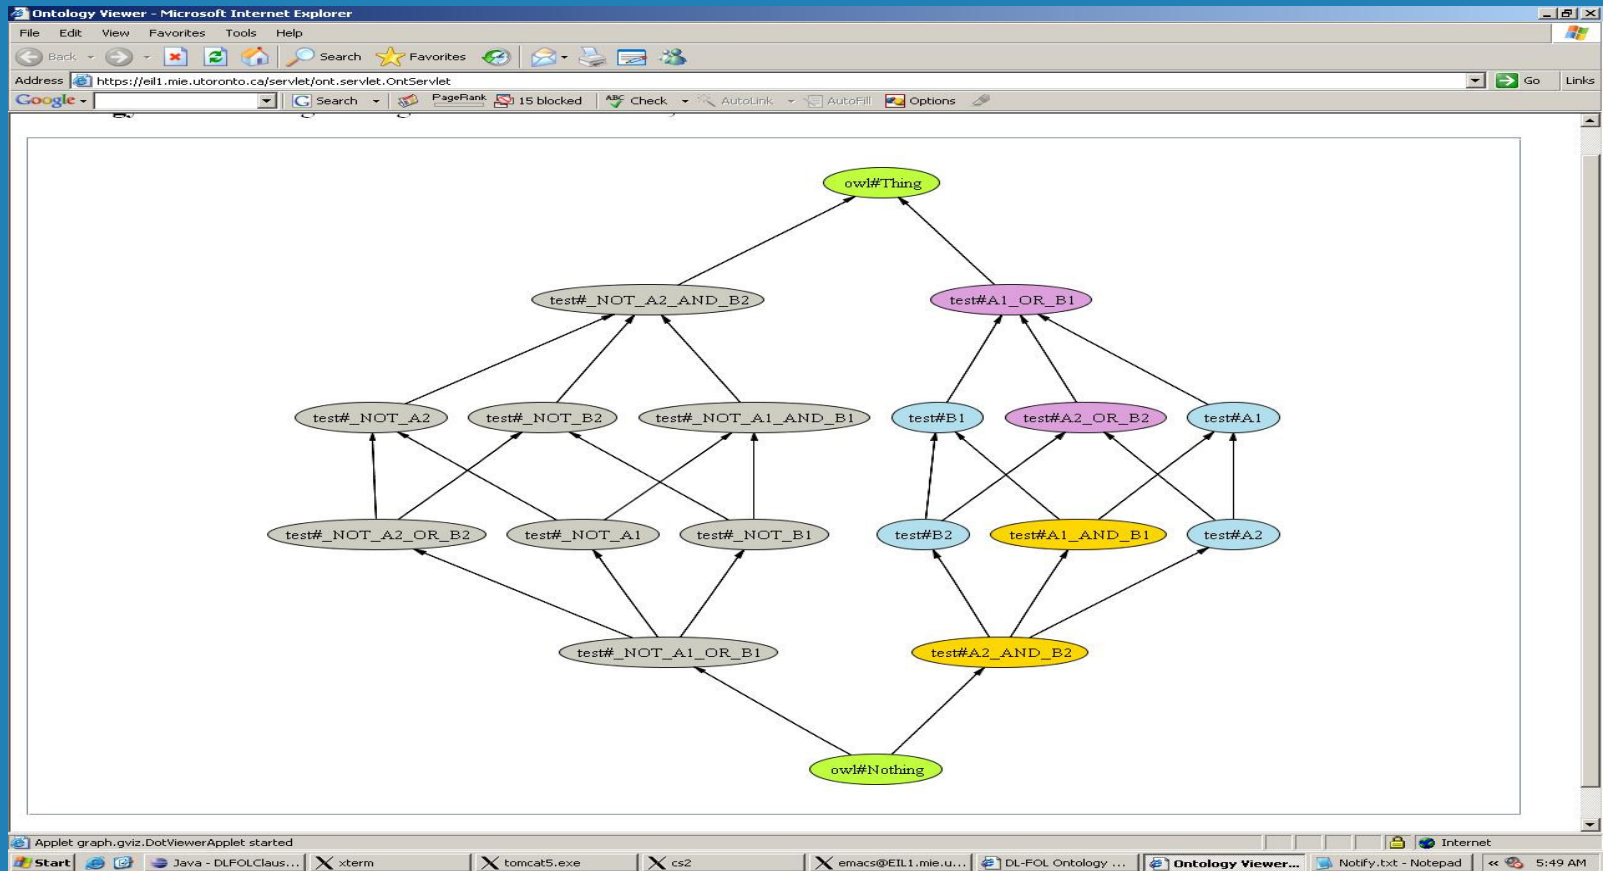 Ontology Viewer - Microsoft Internet Explorer
File Edit View Favorites Tools Help
Back Search Favorites
Address https://eil1.mie.utoronto.ca/servlet/ont.servlet.OntServlet Go Links
Google Search PageRank 15 blocked ABC Check AutoLink AutoFill Options
owl#Thing
test#_NOT_A2_AND_B2 test#A1_OR_B1
test#_NOT_A2 test#_NOT_B2 test#_NOT_A1_AND_B1 test#B1 test#A2_OR_B2 test#A1
test#_NOT_A2_OR_B2 test#_NOT_A1 test#_NOT_B1 test#B2 test#A1_AND_B1 test#A2
test#_NOT_A1_OR_B1 test#A2_AND_B2
owl#Nothing
Applet graph.gviz.DotViewerApplet started Internet
Start Java - DLFOLClaus... xterm tomcat5.exe cs2 emacs@EIL1.mie.u... DL-FOL Ontology ... Ontology Viewer... Notify.txt - Notepad « 5:49 AM